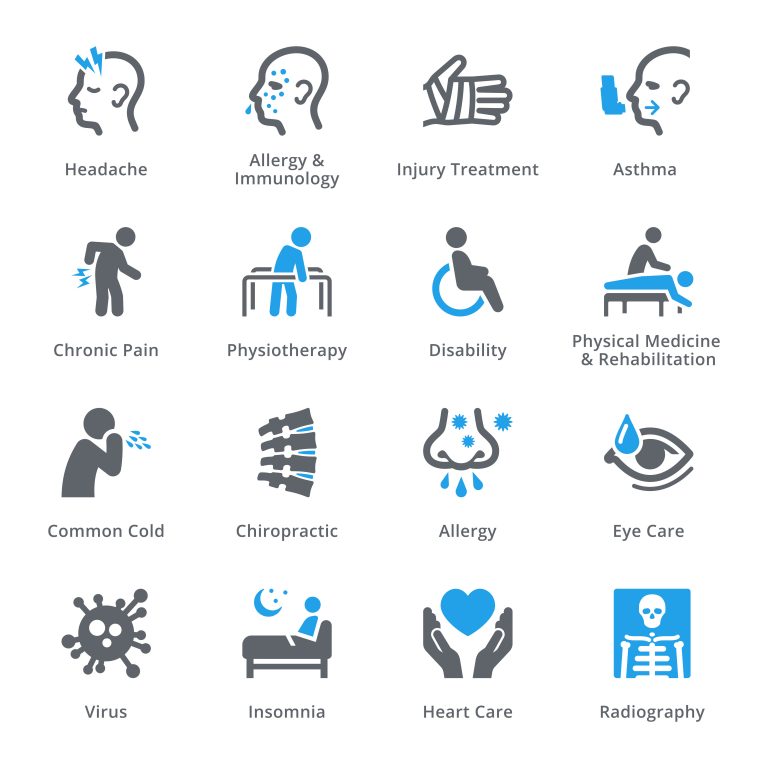 Headache
Allergy &
Immunology
Injury Treatment
Asthma
Chronic Pain
Physiotherapy
Disability
Physical Medicine
& Rehabilitation
Common Cold
Chiropractic
Allergy
Eye Care
Virus
Insomnia
Heart Care
Radiography